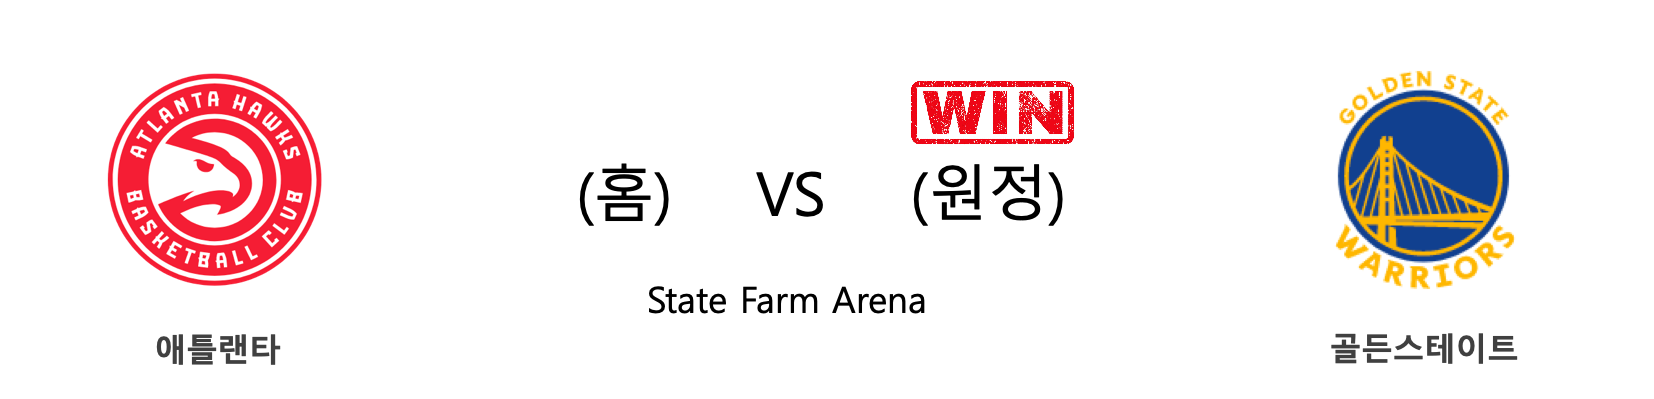 ATLANTA HAWKS
BASKETBALL CLUB
애틀랜타
WIN
(홈) VS (원정)
State Farm Arena
GOLDEN STATE
WARRIORS
골든스테이트